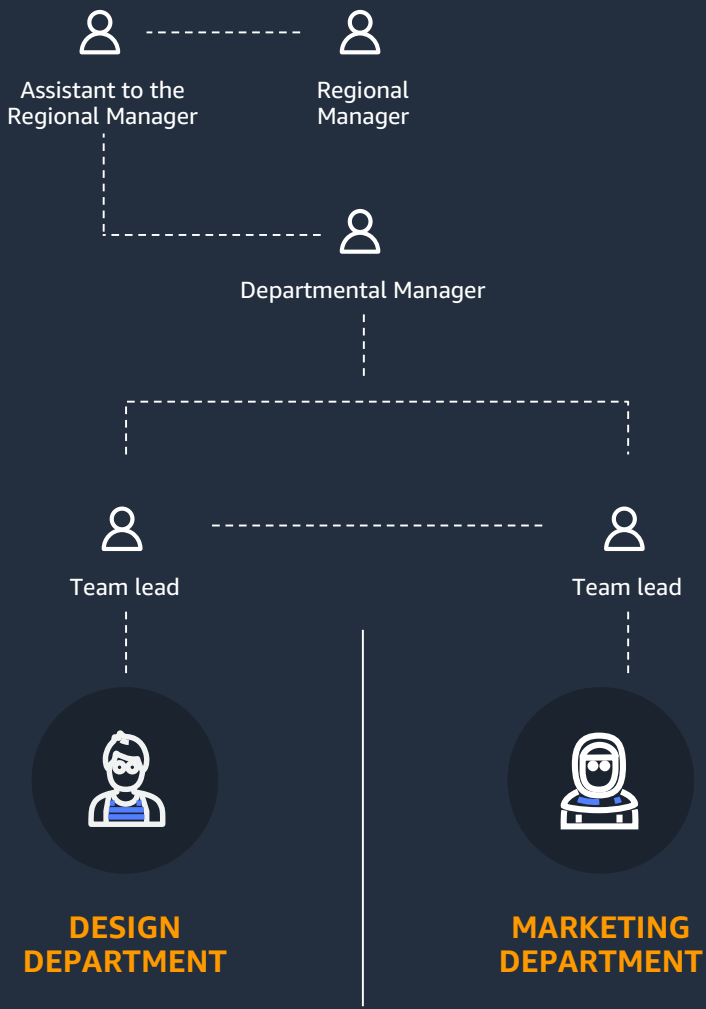 Assistant to the
Regional Manager
Regional
Manager
Departmental Manager
Team lead
Team lead
DESIGN
DEPARTMENT
MARKETING
DEPARTMENT